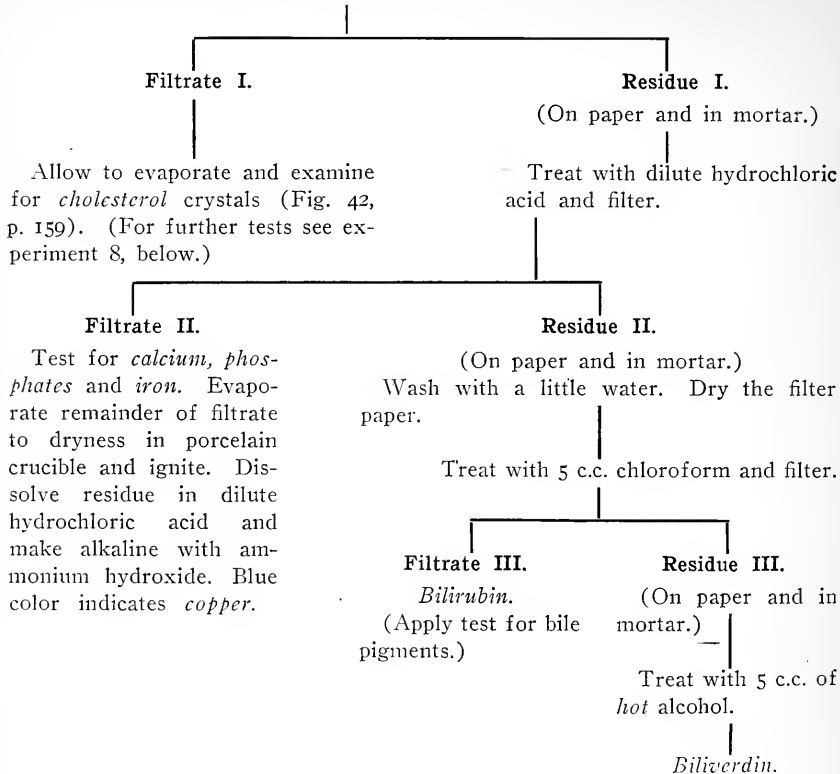 Filtrate I.
Allow to evaporate and examine
for cholesterol crystals (Fig. 42,
p. 159). (For further tests see ex-
periment 8, below.)
Residue I.
(On paper and in mortar.)
Treat with dilute hydrochloric
acid and filter.
Filtrate II.
Test for calcium, phos-
phates and iron. Evapo-
rate remainder of filtrate
to dryness in porcelain
crucible and ignite. Dis-
solve residue in dilute
hydrochloric acid and
make alkaline with am-
monium hydroxide. Blue
color indicates copper.
Residue II.
(On paper and in mortar.)
Wash with a little water. Dry the filter
paper.
Treat with 5 c.c. chloroform and filter.
Filtrate III.
Bilirubin.
(Apply test for bile
pigments.)
Residue III.
(On paper and in
mortar.)
Treat with 5 c.c. of
hot alcohol.
Biliverdin.